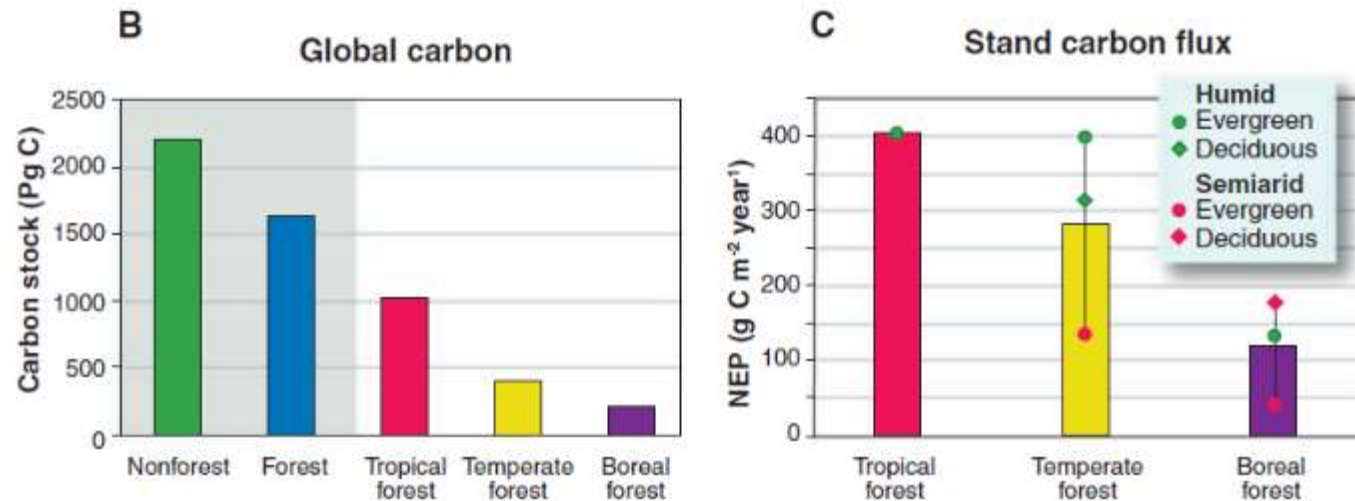 B
Global carbon
Carbon stock (Pg C)
2500
2000
1500
1000
500
0
Nonforest
Forest
Tropical
forest
Temperate
forest
Boreal
forest
C
Stand carbon flux
NEP (g C m-2 year1)
400
300
200
100
0
Humid
Evergreen
Deciduous
Semiarid
Evergreen
Deciduous
Tropical
forest
Temperate
forest
Boreal
forest